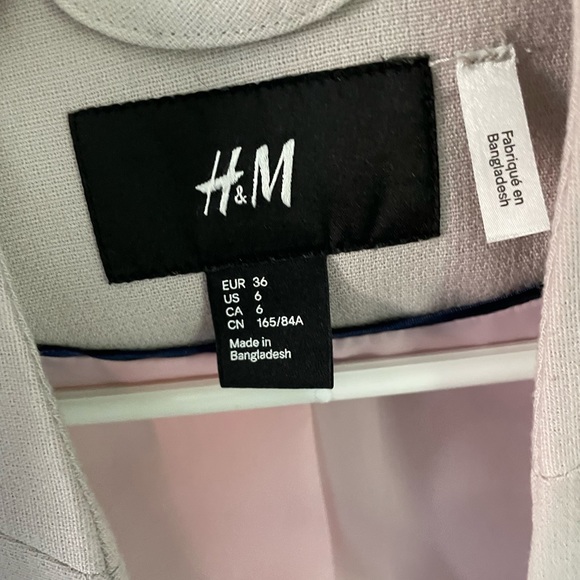 H&M
EUR 36
US 6
CA 6
CN 165/84A
Made in
Bangladesh
Fabriqué en
Bangladesh